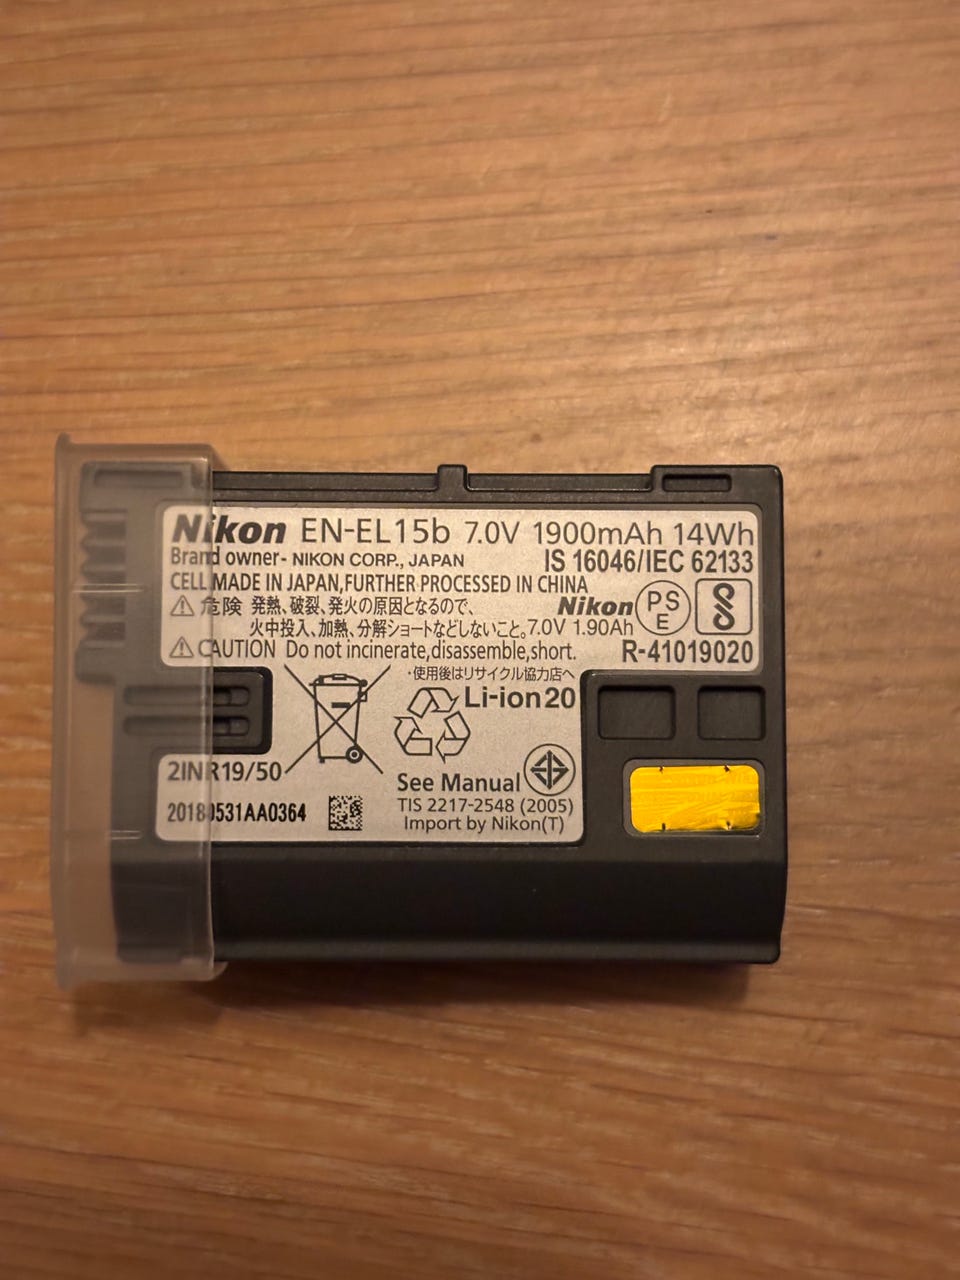 Nikon EN-EL15b 7.0V 1900mAh 14Wh
Brand owner- NIKON CORP., JAPAN IS 16046/IEC 62133
CELL MADE IN JAPAN,FURTHER PROCESSED IN CHINA
⚠危険 発熱、破裂、発火の原因となるので、 Nikon PS E
火中投入、加熱、分解ショートなどしないこと。7.0V 1.90Ah
⚠CAUTION Do not incinerate,disassemble,short. R-41019020
・使用後はリサイクル協力店へ
Li-ion20
2INR19/50 See Manual
20180531AA0364 TIS 2217-2548 (2005)
Import by Nikon(T)